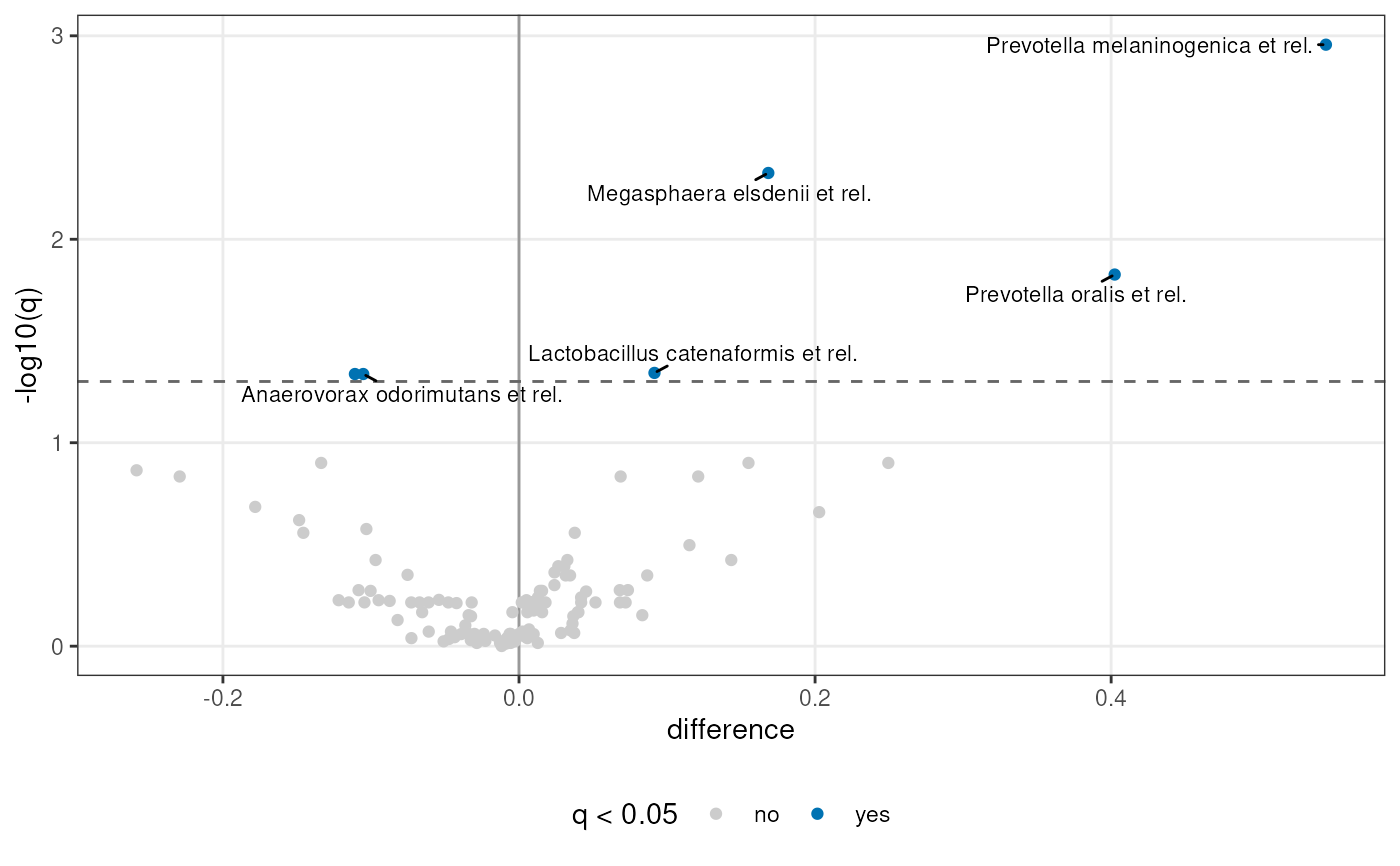 3
Prevotella melaninogenica et rel.
Megasphaera elsdenii et rel.
2
Prevotella oralis et rel.
Lactobacillus catenaformis et rel.
Anaerovorax odorimutans et rel.
-log10(q)
1
0
-0.2 0.0 0.2 0.4
difference
q < 0.05 no yes